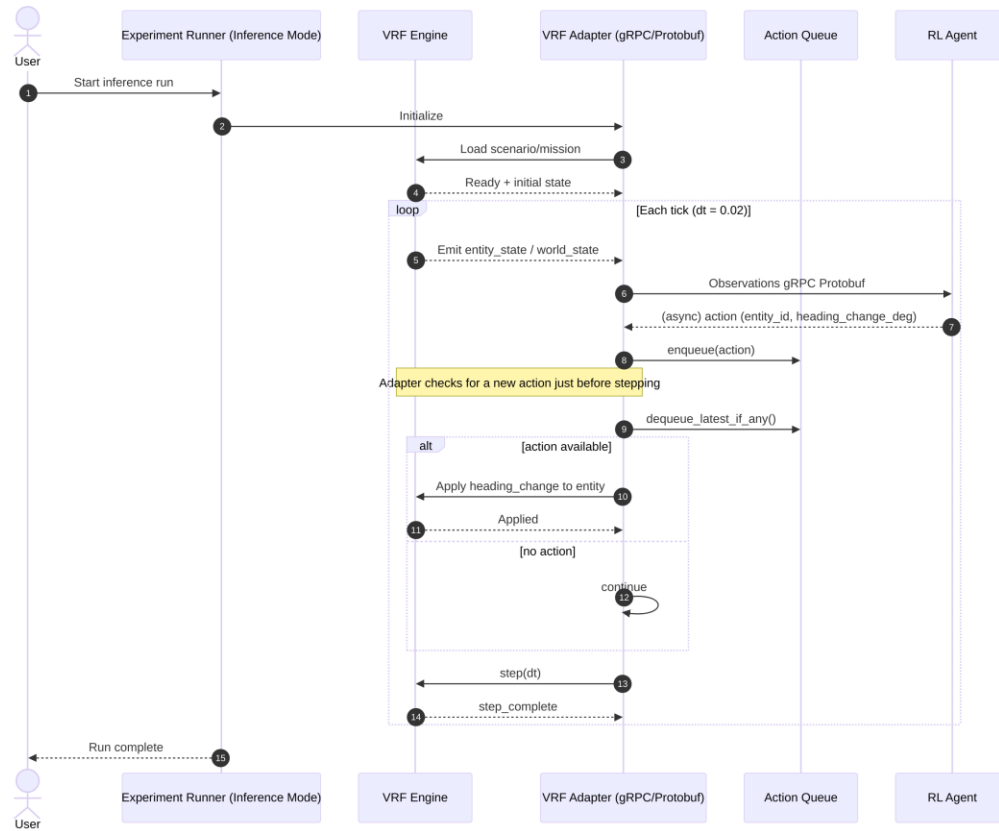 Experiment Runner (Inference Mode)
VRF Engine
VRF Adapter (gRPC/Protobuf)
Action Queue
RL Agent
User
1
Start inference run
2
Initialize
Load scenario/mission
3
4
Ready + initial state
loop
[Each tick (dt = 0.02)]
5
Emit entity_state / world_state
6
Observations gRPC Protobuf
(async) action (entity_id, heading_change_deg)
7
8
enqueue(action)
Adapter checks for a new action just before stepping
9
dequeue_latest_if_any()
alt
[action available]
Apply heading_change to entity
10
11
Applied
[no action]
continue
12
step(dt)
13
14
step_complete
Run complete
15
Experiment Runner (Inference Mode)
VRF Engine
VRF Adapter (gRPC/Protobuf)
Action Queue
RL Agent
User